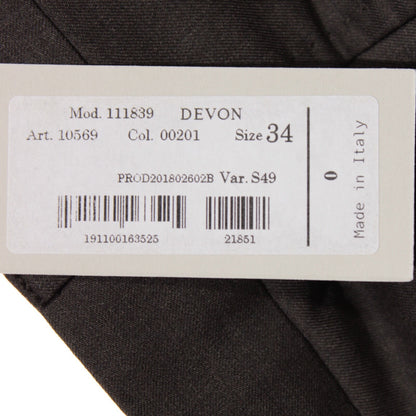 Mod. 111839 DEVON
Art. 10569 Col. 00201 Size 34
PROD201802602B Var. S49
191100163525 21851
0
Made in Italy